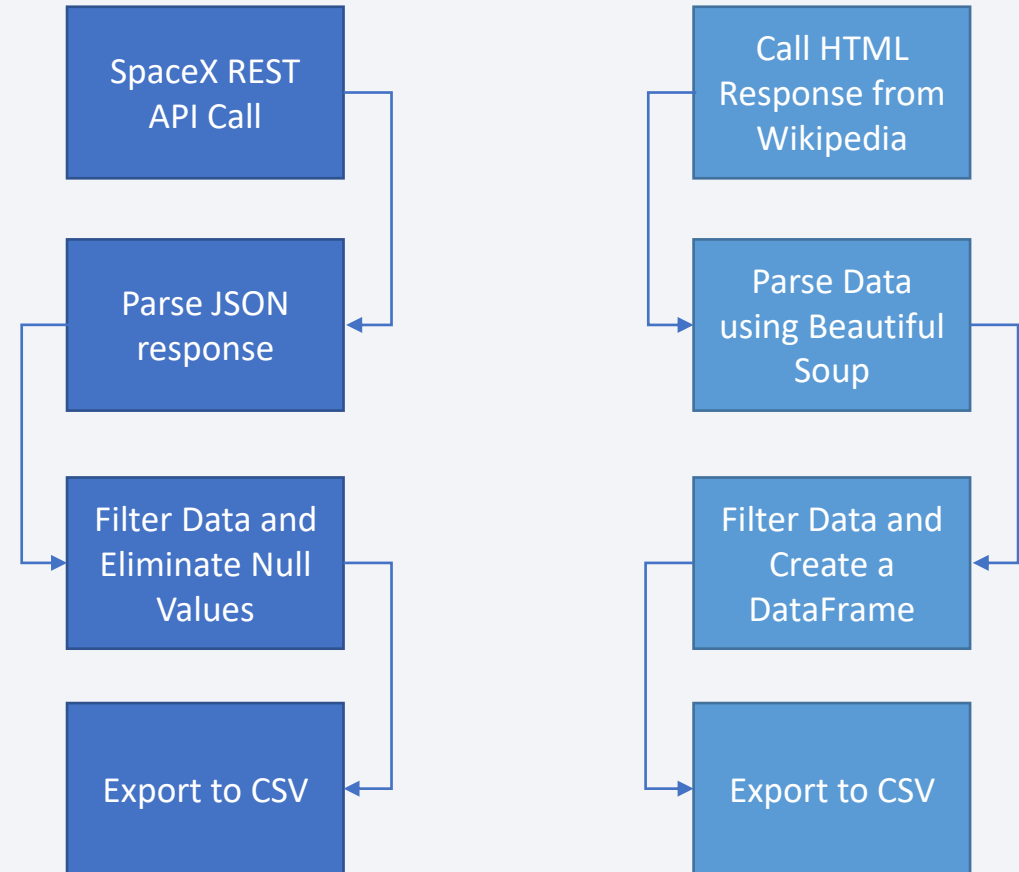 SpaceX REST
API Call
Parse JSON
response
Filter Data and
Eliminate Null
Values
Export to CSV
Call HTML
Response from
Wikipedia
Parse Data
using Beautiful
Soup
Filter Data and
Create a
DataFrame
Export to CSV